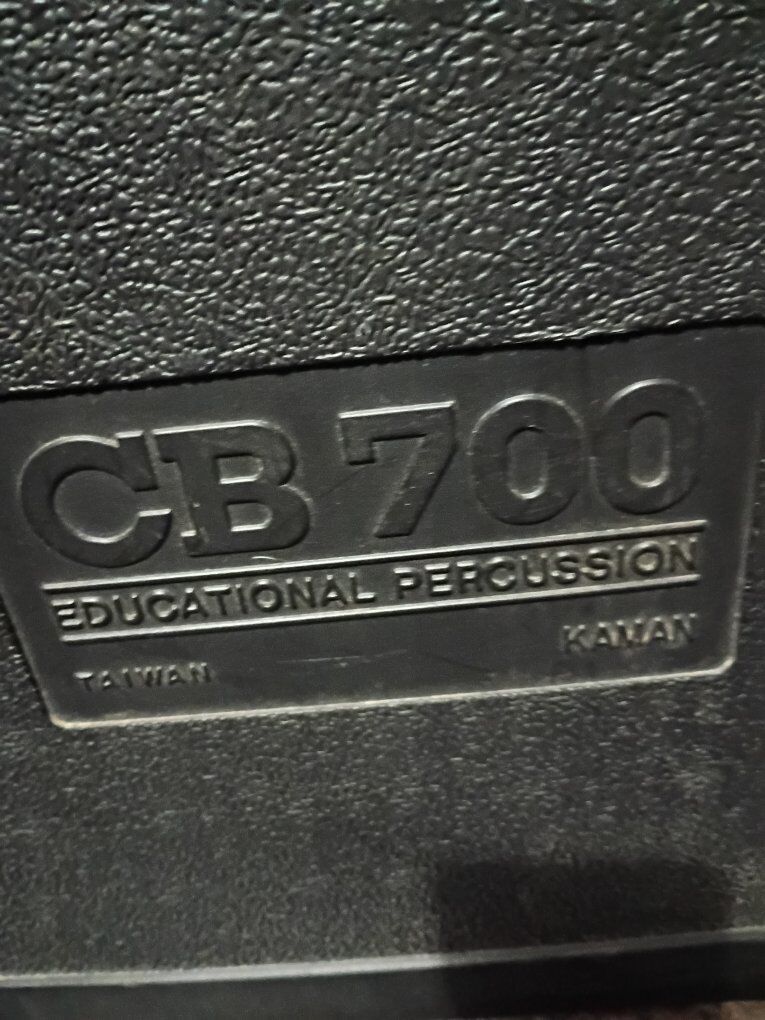 CB 700
EDUCATIONAL PERCUSSION
KAMAN
TAIWAN